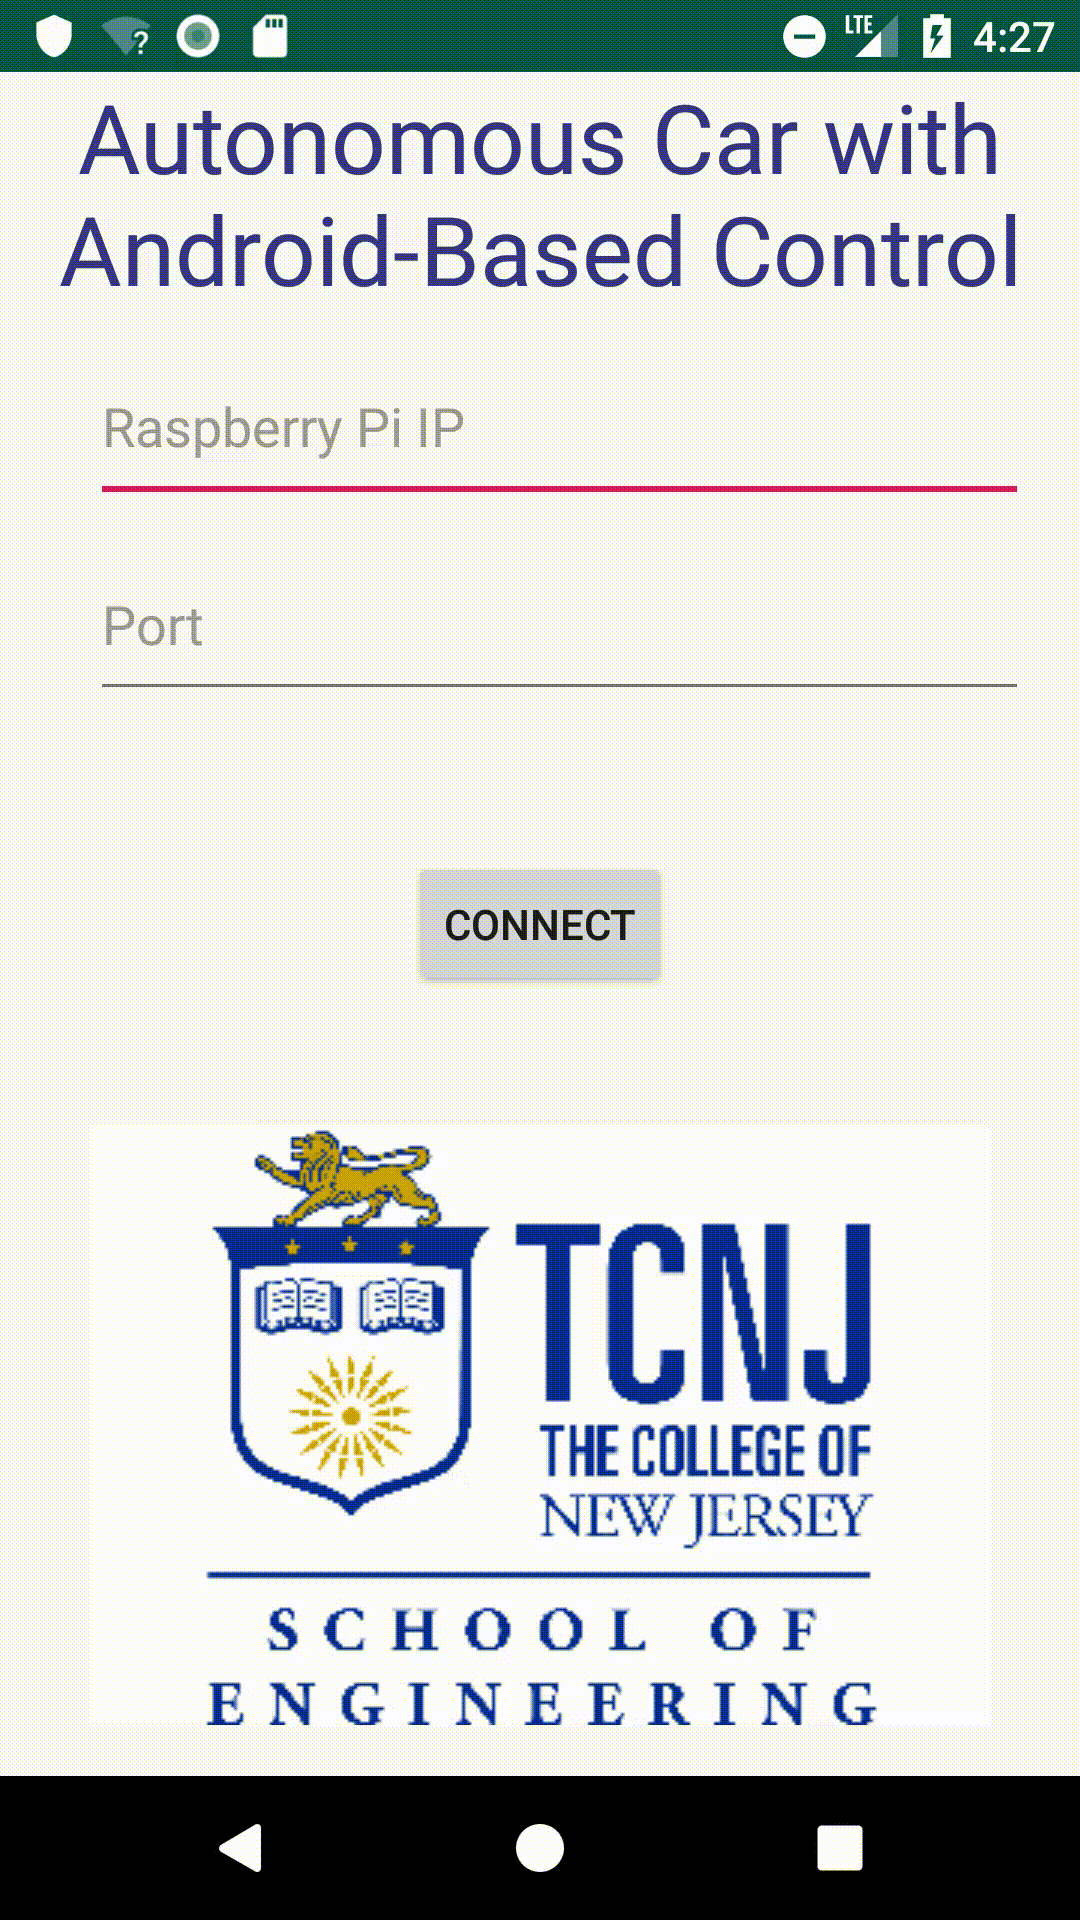 LTE 4:27
Autonomous Car with
Android-Based Control
Raspberry Pi IP
Port
CONNECT
TCNJ
THE COLLEGE OF
NEW JERSEY
SCHOOL OF
ENGINEERING